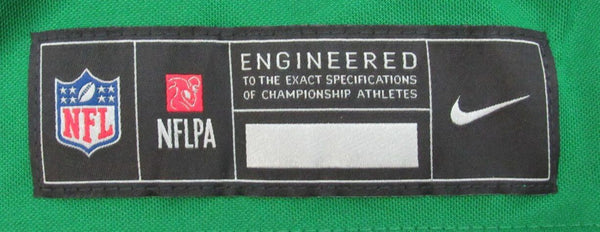 NFL
NFLPA
ENGINEERED
TO THE EXACT SPECIFICATIONS
OF CHAMPIONSHIP ATHLETES